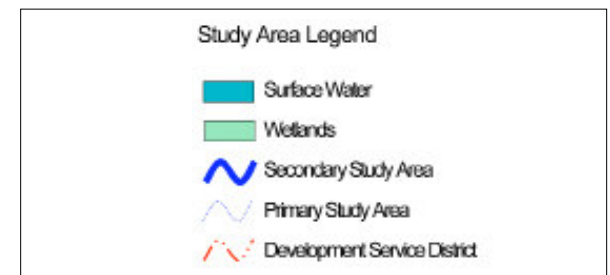 Study Area Legend
Surface Water
Wetlands
Secondary Study Area
Primary Study Area
Development Service District